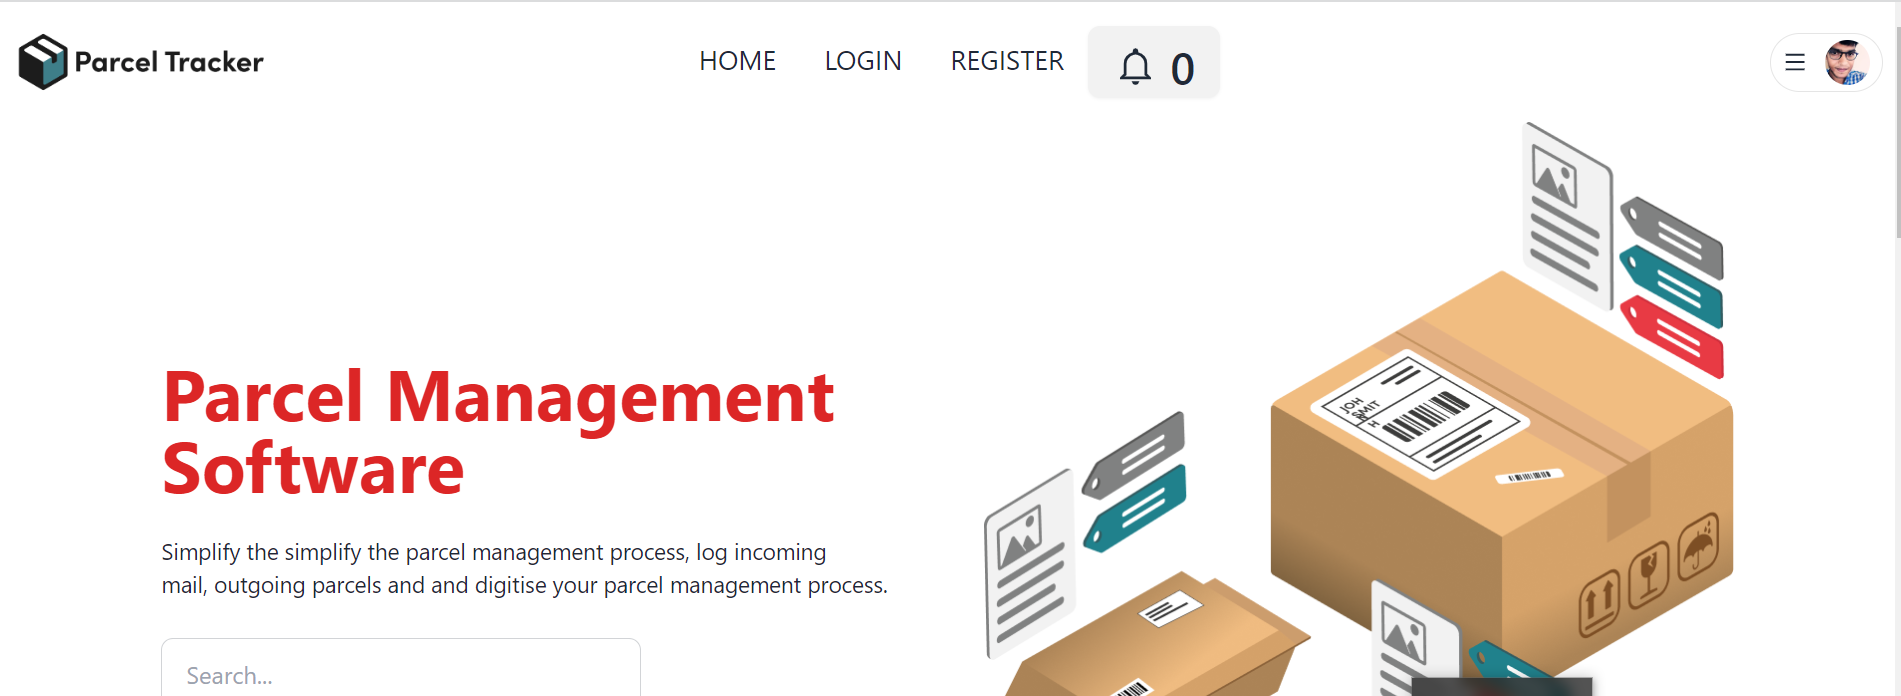 Parcel Tracker
HOME
LOGIN
REGISTER
0
Parcel Management
Software
Simplify the simplify the parcel management process, log incoming
mail, outgoing parcels and and digitise your parcel management process.
Search...
JOH
SMIT
H